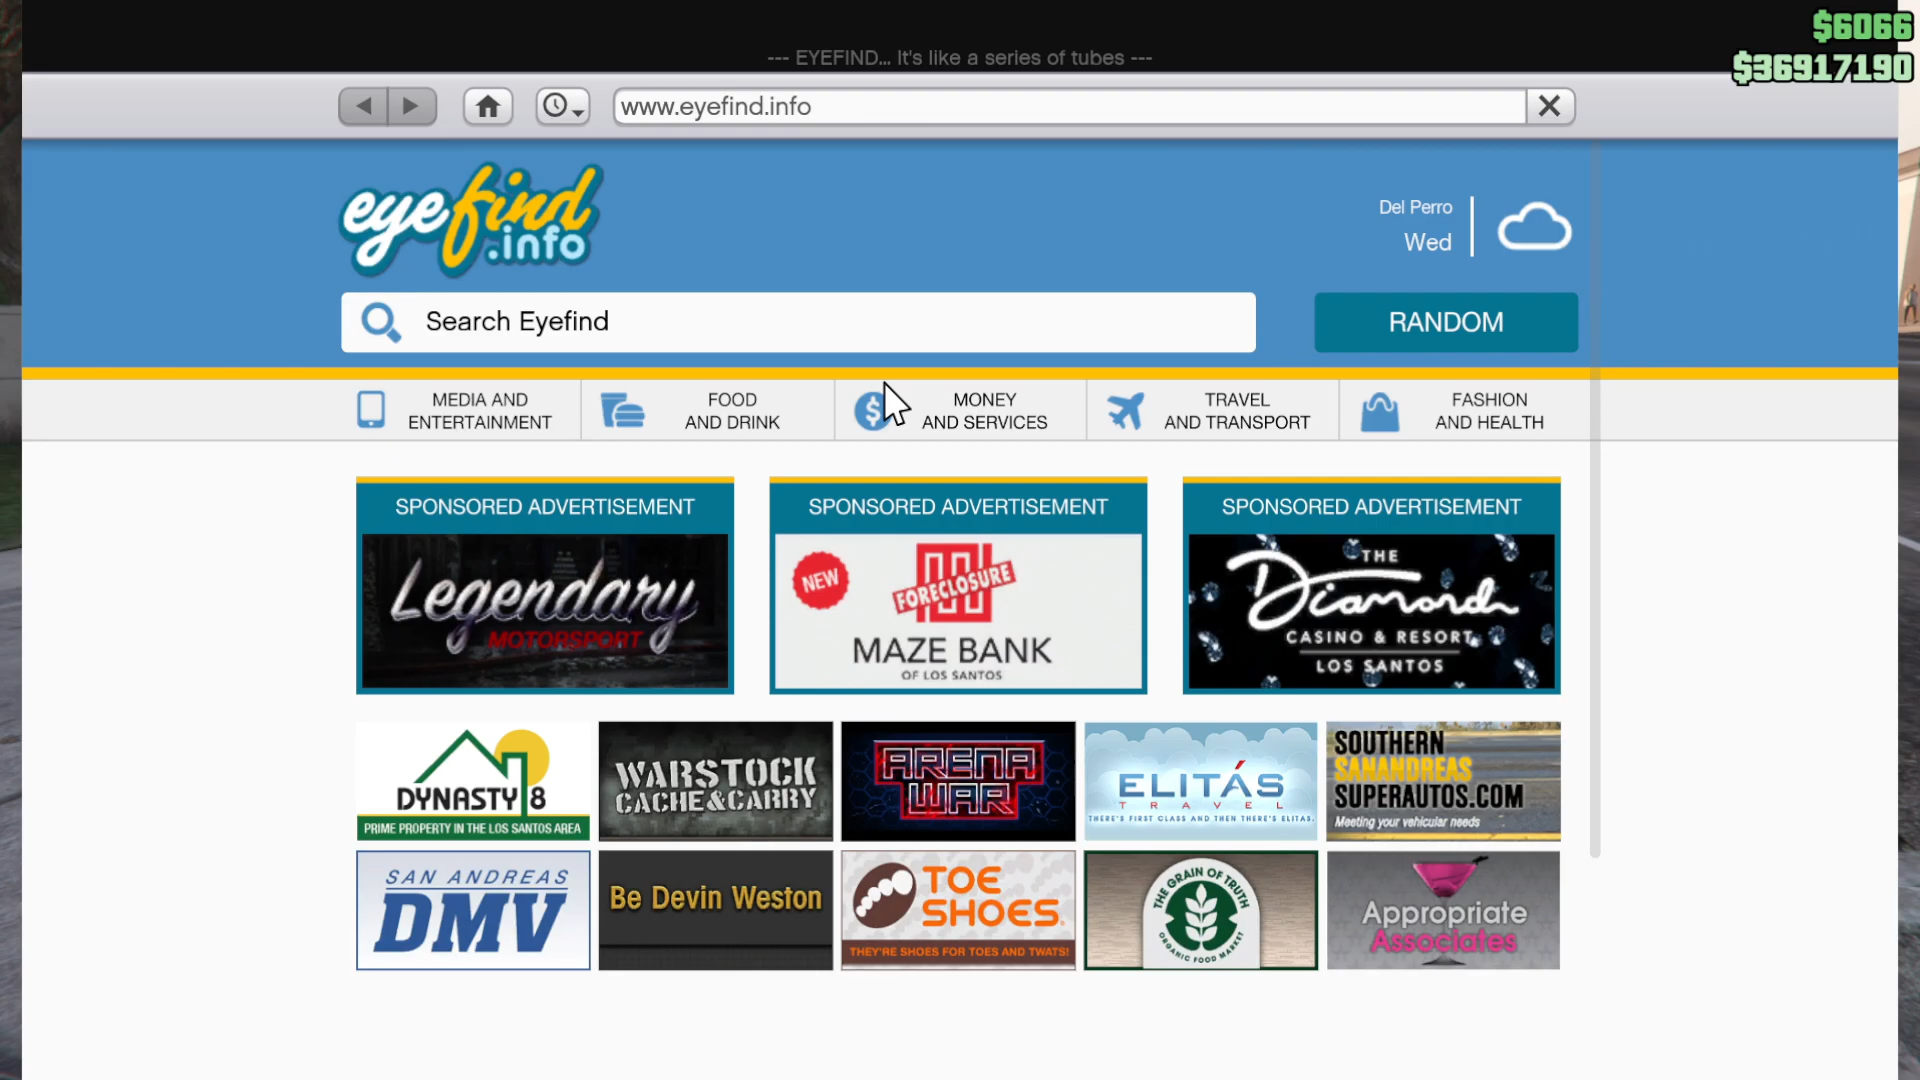 $6066
$36917190
--- EYEFIND... It's like a series of tubes ---
www.eyefind.info
eyefind
.info
Del Perro
Wed
Search Eyefind
RANDOM
MEDIA AND
ENTERTAINMENT
FOOD
AND DRINK
MONEY
AND SERVICES
TRAVEL
AND TRANSPORT
FASHION
AND HEALTH
SPONSORED ADVERTISEMENT
Legendary
MOTORSPORT
SPONSORED ADVERTISEMENT
NEW
FORECLOSURE
MAZE BANK
OF LOS SANTOS
SPONSORED ADVERTISEMENT
THE
Diamond
CASINO & RESORT
LOS SANTOS
DYNASTY 8
PRIME PROPERTY IN THE LOS SANTOS AREA
WARSTOCK
CACHE&CARRY
ARENA
WAR
ELITÁS
TRAVEL
THERE'S FIRST CLASS AND THEN THERE'S ELITAS.
SOUTHERN
SANANDREAS
SUPERAUTOS.COM
Meeting your vehicular needs
SAN ANDREAS
DMV
Be Devin Weston
TOE
SHOES
THEY'RE SHOES FOR TOES AND TWATS!
THE GRAIN OF TRUTH
ORGANIC FOOD MARKET
Appropriate
Associates